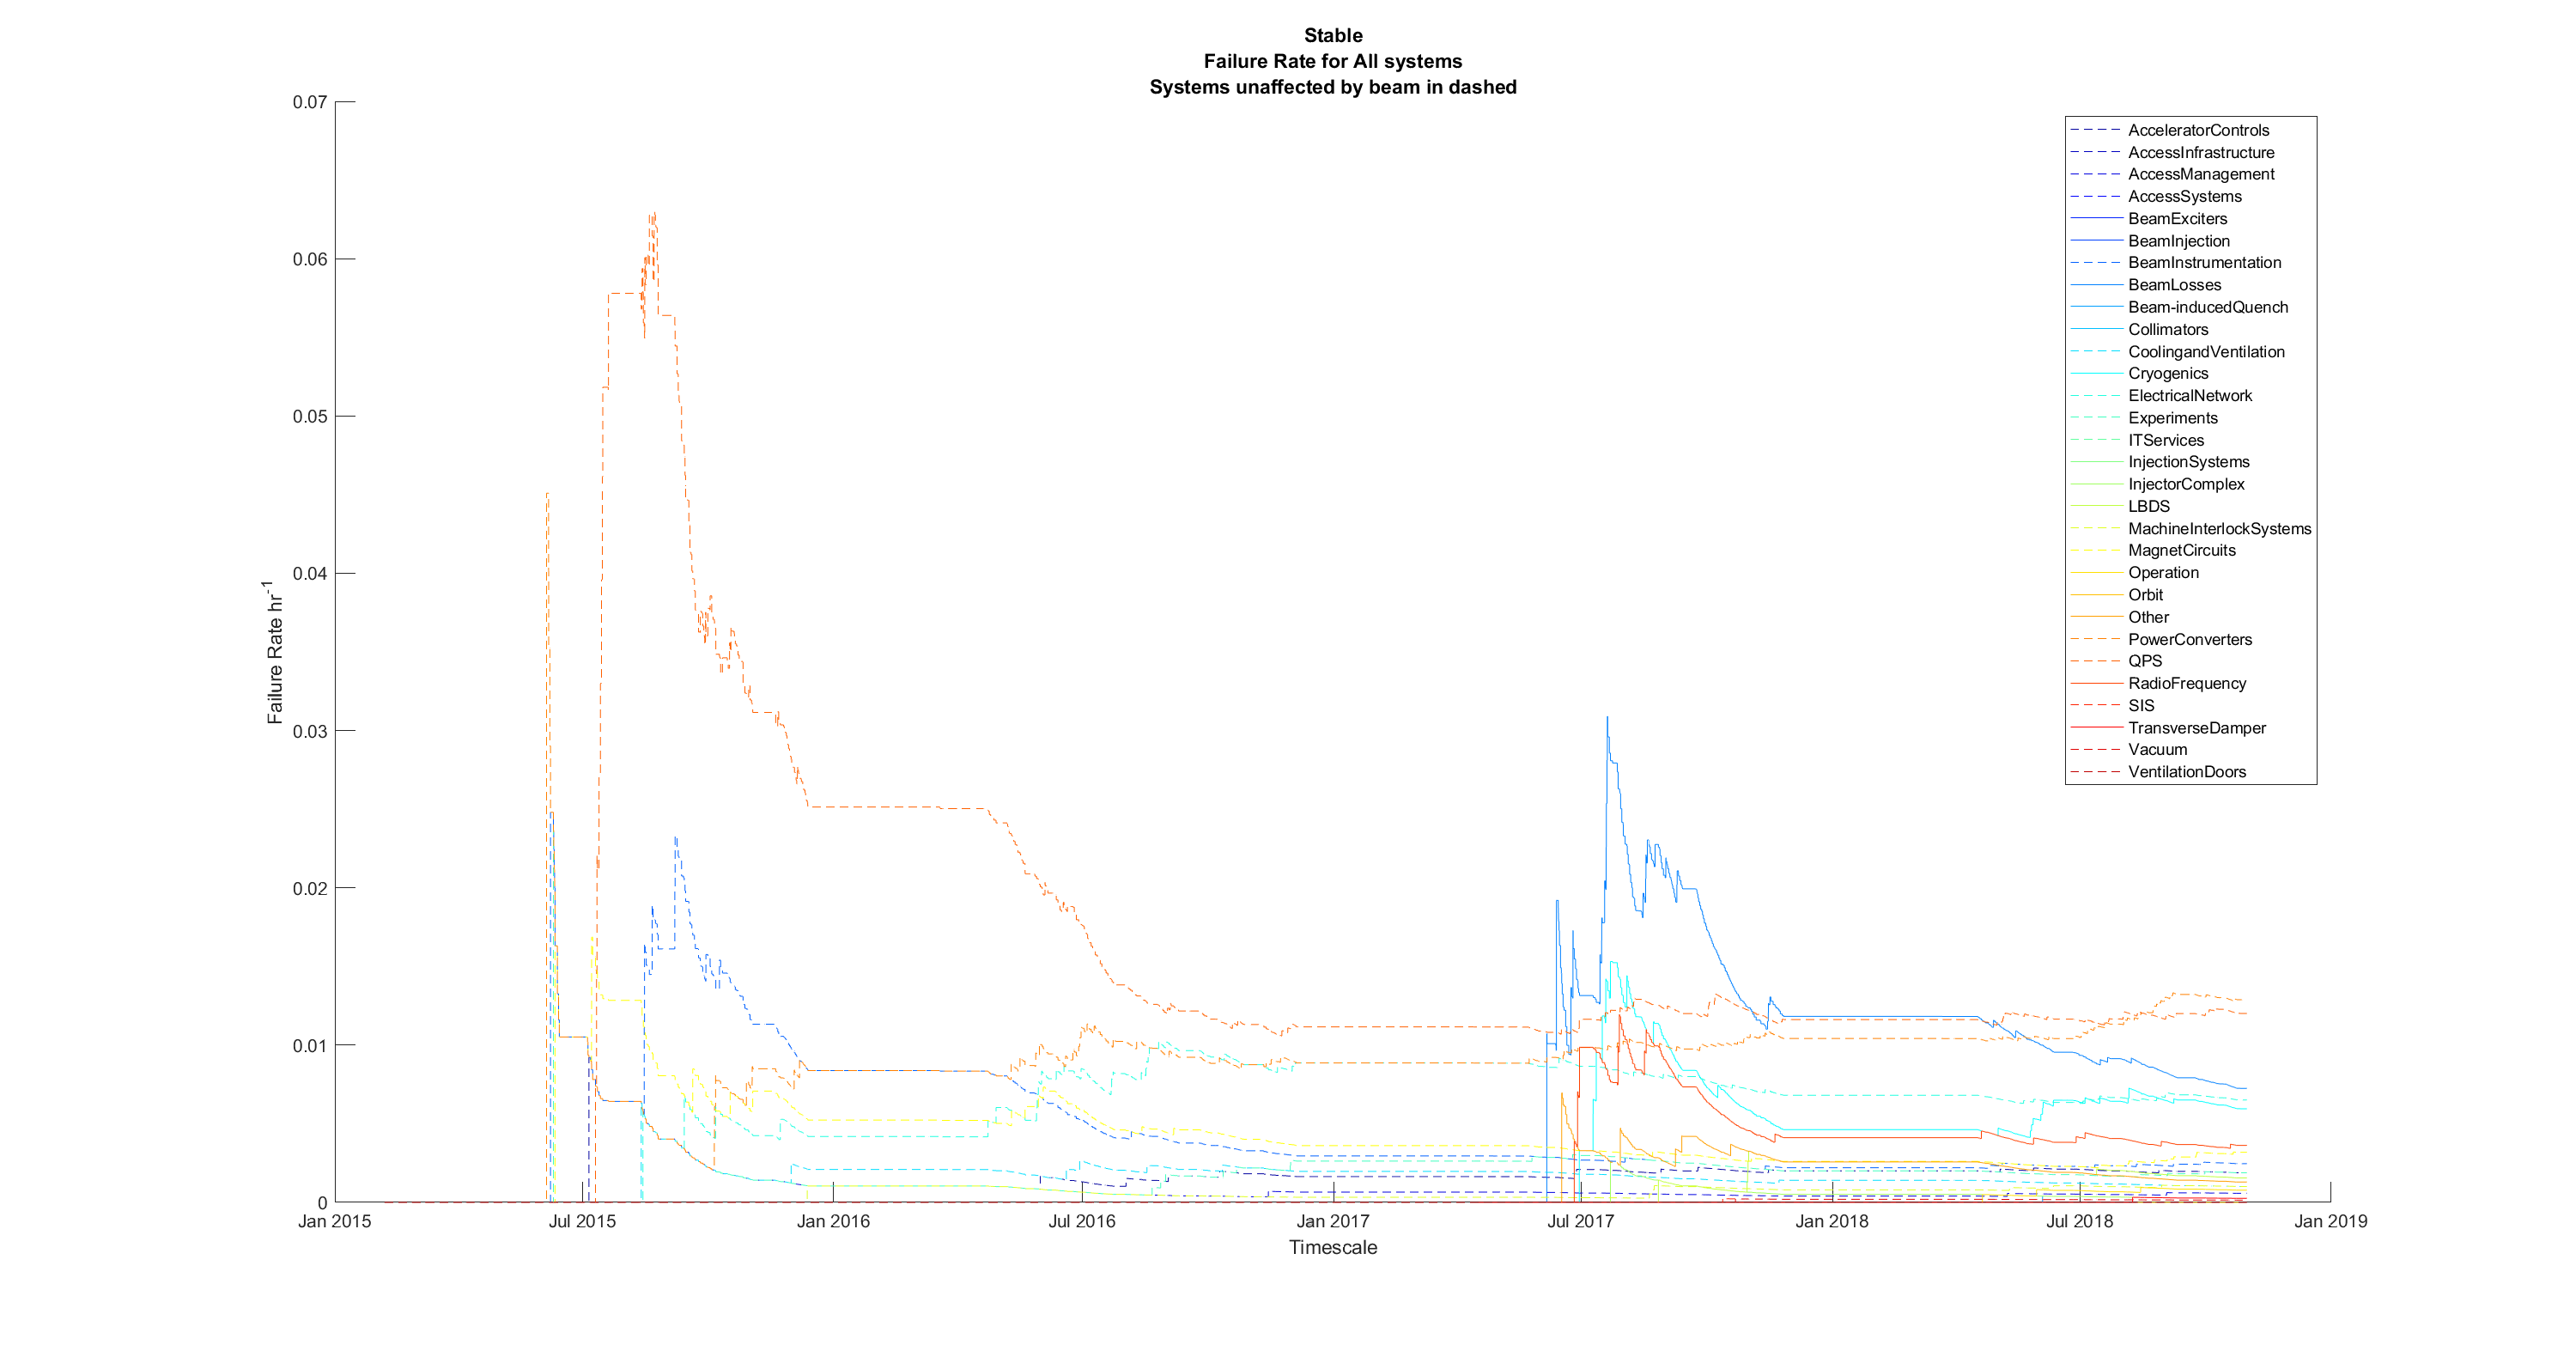 Stable
Failure Rate for All systems
Systems unaffected by beam in dashed
0.07
0.06
0.05
0.04
0.03
0.02
0.01
0
Failure Rate hr-1
Jan 2015
Jul 2015
Jan 2016
Jul 2016
Jan 2017
Jul 2017
Jan 2018
Jul 2018
Jan 2019
Timescale
AcceleratorControls
AccessInfrastructure
AccessManagement
AccessSystems
BeamExciters
BeamInjection
BeamInstrumentation
BeamLosses
Beam-inducedQuench
Collimators
CoolingandVentilation
Cryogenics
ElectricalNetwork
Experiments
ITServices
InjectionSystems
InjectorComplex
LBDS
MachineInterlockSystems
MagnetCircuits
Operation
Orbit
Other
PowerConverters
QPS
RadioFrequency
SIS
TransverseDamper
Vacuum
VentilationDoors